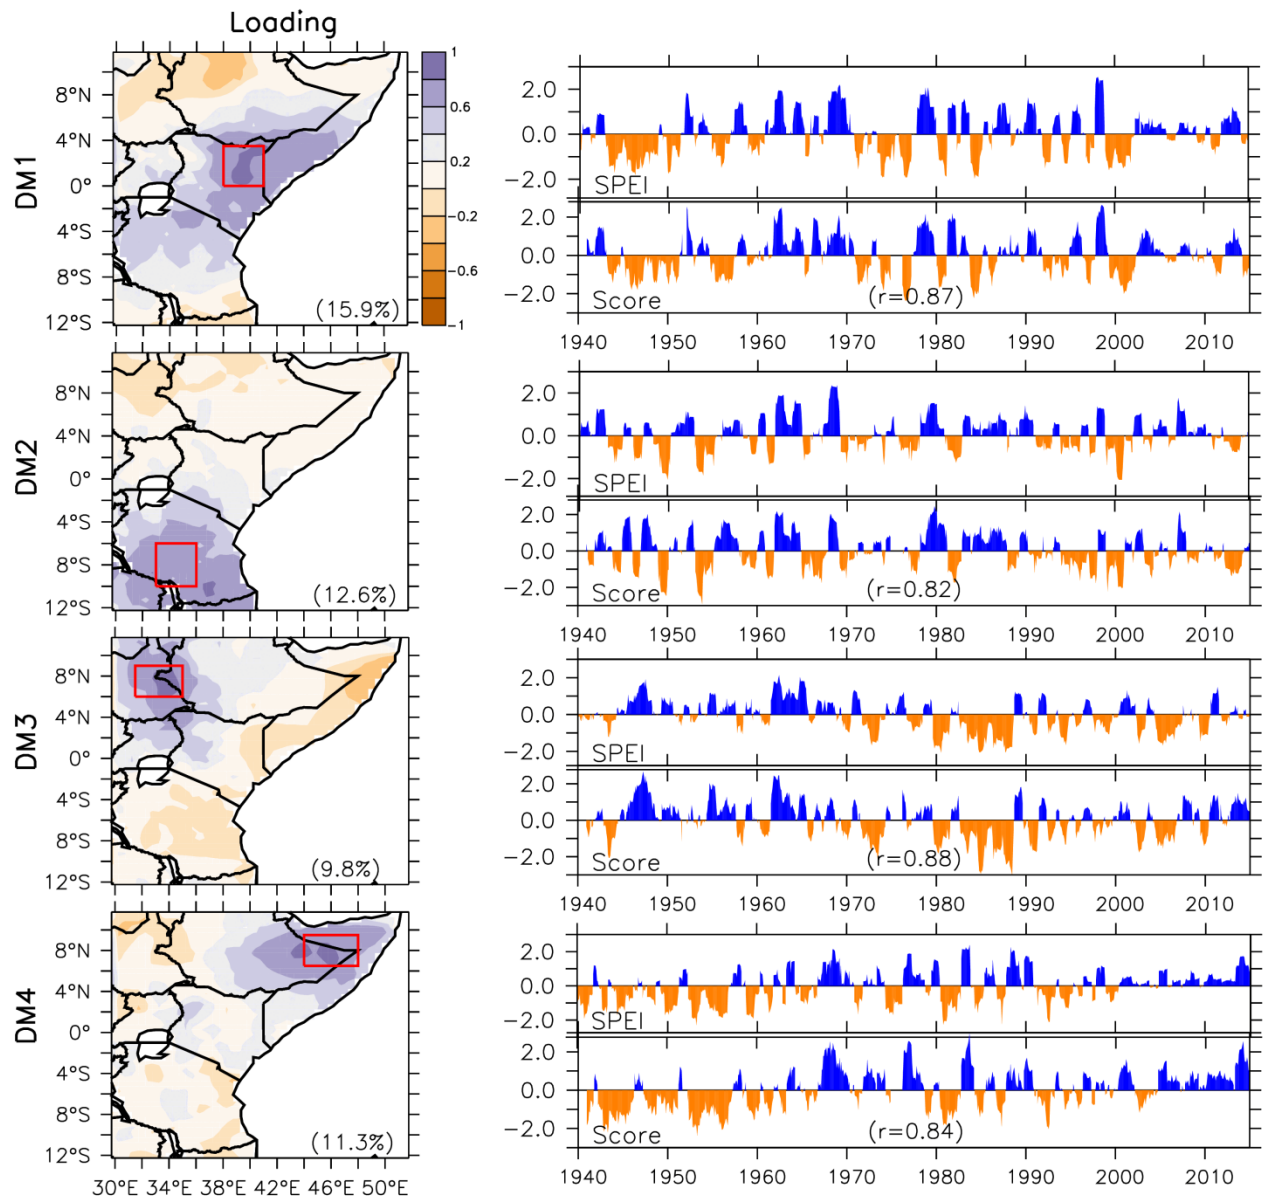 Loading
DM1
8°N
4°N
0°
4°S
8°S
12°S
(15.9%)
1
0.6
0.2
−0.2
−0.6
−1
2.0
0.0
−2.0
SPEI
2.0
0.0
−2.0
Score
(r=0.87)
1940 1950 1960 1970 1980 1990 2000 2010
DM2
8°N
4°N
0°
4°S
8°S
12°S
(12.6%)
2.0
0.0
−2.0
SPEI
2.0
0.0
−2.0
Score
(r=0.82)
1940 1950 1960 1970 1980 1990 2000 2010
DM3
8°N
4°N
0°
4°S
8°S
12°S
(9.8%)
2.0
0.0
−2.0
SPEI
2.0
0.0
−2.0
Score
(r=0.88)
1940 1950 1960 1970 1980 1990 2000 2010
DM4
8°N
4°N
0°
4°S
8°S
12°S
(11.3%)
30°E 34°E 38°E 42°E 46°E 50°E
2.0
0.0
−2.0
SPEI
2.0
0.0
−2.0
Score
(r=0.84)
1940 1950 1960 1970 1980 1990 2000 2010